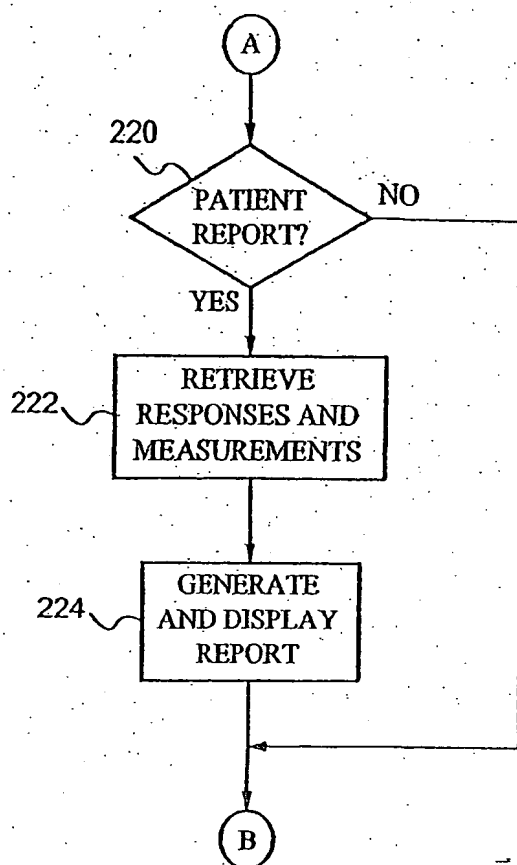 A
220
PATIENT
REPORT?
NO
YES
222
RETRIEVE
RESPONSES AND
MEASUREMENTS
224
GENERATE
AND DISPLAY
REPORT
B